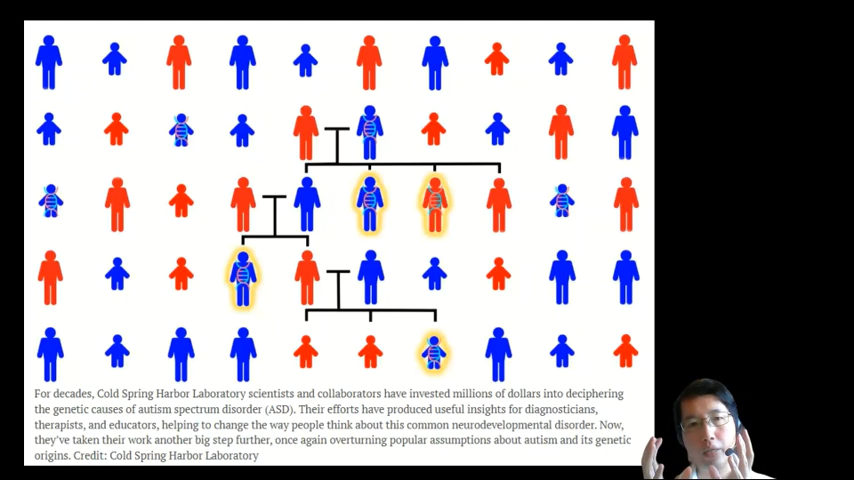 For decades, Cold Spring Harbor Laboratory scientists and collaborators have invested millions of dollars into deciphering
the genetic causes of autism spectrum disorder (ASD). Their efforts have produced useful insights for diagnosticians,
therapists, and educators, helping to change the way people think about this common neurodevelopmental disorder. Now,
they've taken their work another big step further, once again overturning popular assumptions about autism and its genetic
origins. Credit: Cold Spring Harbor Laboratory